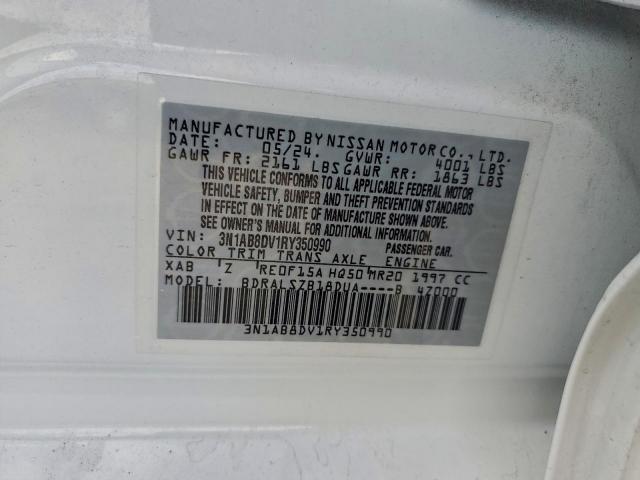 MANUFACTURED BY NISSAN MOTOR CO., LTD.
DATE: 05/24. GVWR: 4001 LBS
GAWR FR: 2161 LBS GAWR RR: 1863 LBS
THIS VEHICLE CONFORMS TO ALL APPLICABLE FEDERAL MOTOR
VEHICLE SAFETY, BUMPER AND THEFT PREVENTION STANDARDS
IN EFFECT ON THE DATE OF MANUFACTURE SHOWN ABOVE.
SEE OWNER'S MANUAL FOR ADDITIONAL INFORMATION
VIN: 3N1AB8DV1RY350990 PASSENGER CAR.
COLOR TRIM TRANS AXLE ENGINE
XAB 'Z RE0F15A HQ50 MR20 1997 CC
MODEL: BDRALSZB18DUA----B 4Z000
3N1AB8DV1RY350990